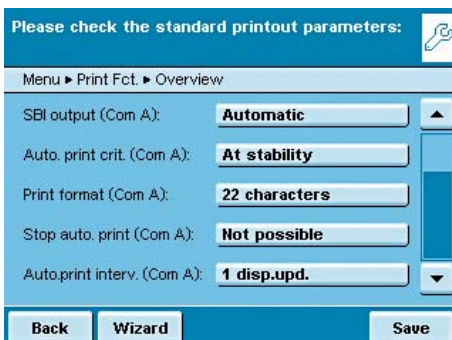 Please check the standard printout parameters:
Menu ▸ Print Fct. ▸ Overview
SBI output (Com A): Automatic
Auto. print crit. (Com A): At stability
Print format (Com A): 22 characters
Stop auto. print (Com A): Not possible
Auto.print interv. (Com A): 1 disp.upd.
Back Wizard Save